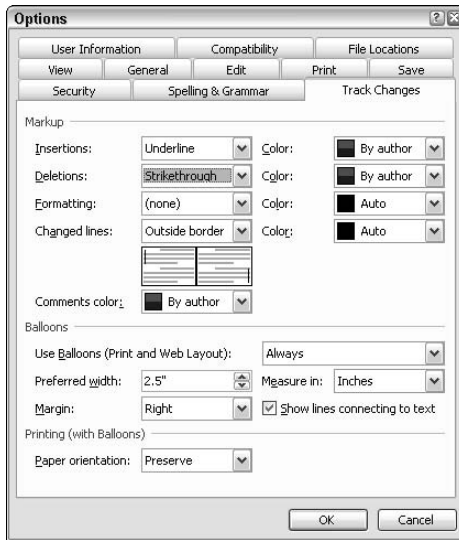 Options
User Information Compatibility File Locations
View General Edit Print Save
Security Spelling & Grammar Track Changes
Markup
Insertions: Underline Color: By author
Deletions: Strikethrough Color: By author
Formatting: (none) Color: Auto
Changed lines: Outside border Color: Auto
Comments color: By author
Balloons
Use Balloons (Print and Web Layout): Always
Preferred width: 2.5" Measure in: Inches
Margin: Right Show lines connecting to text
Printing (with Balloons)
Paper orientation: Preserve
OK Cancel